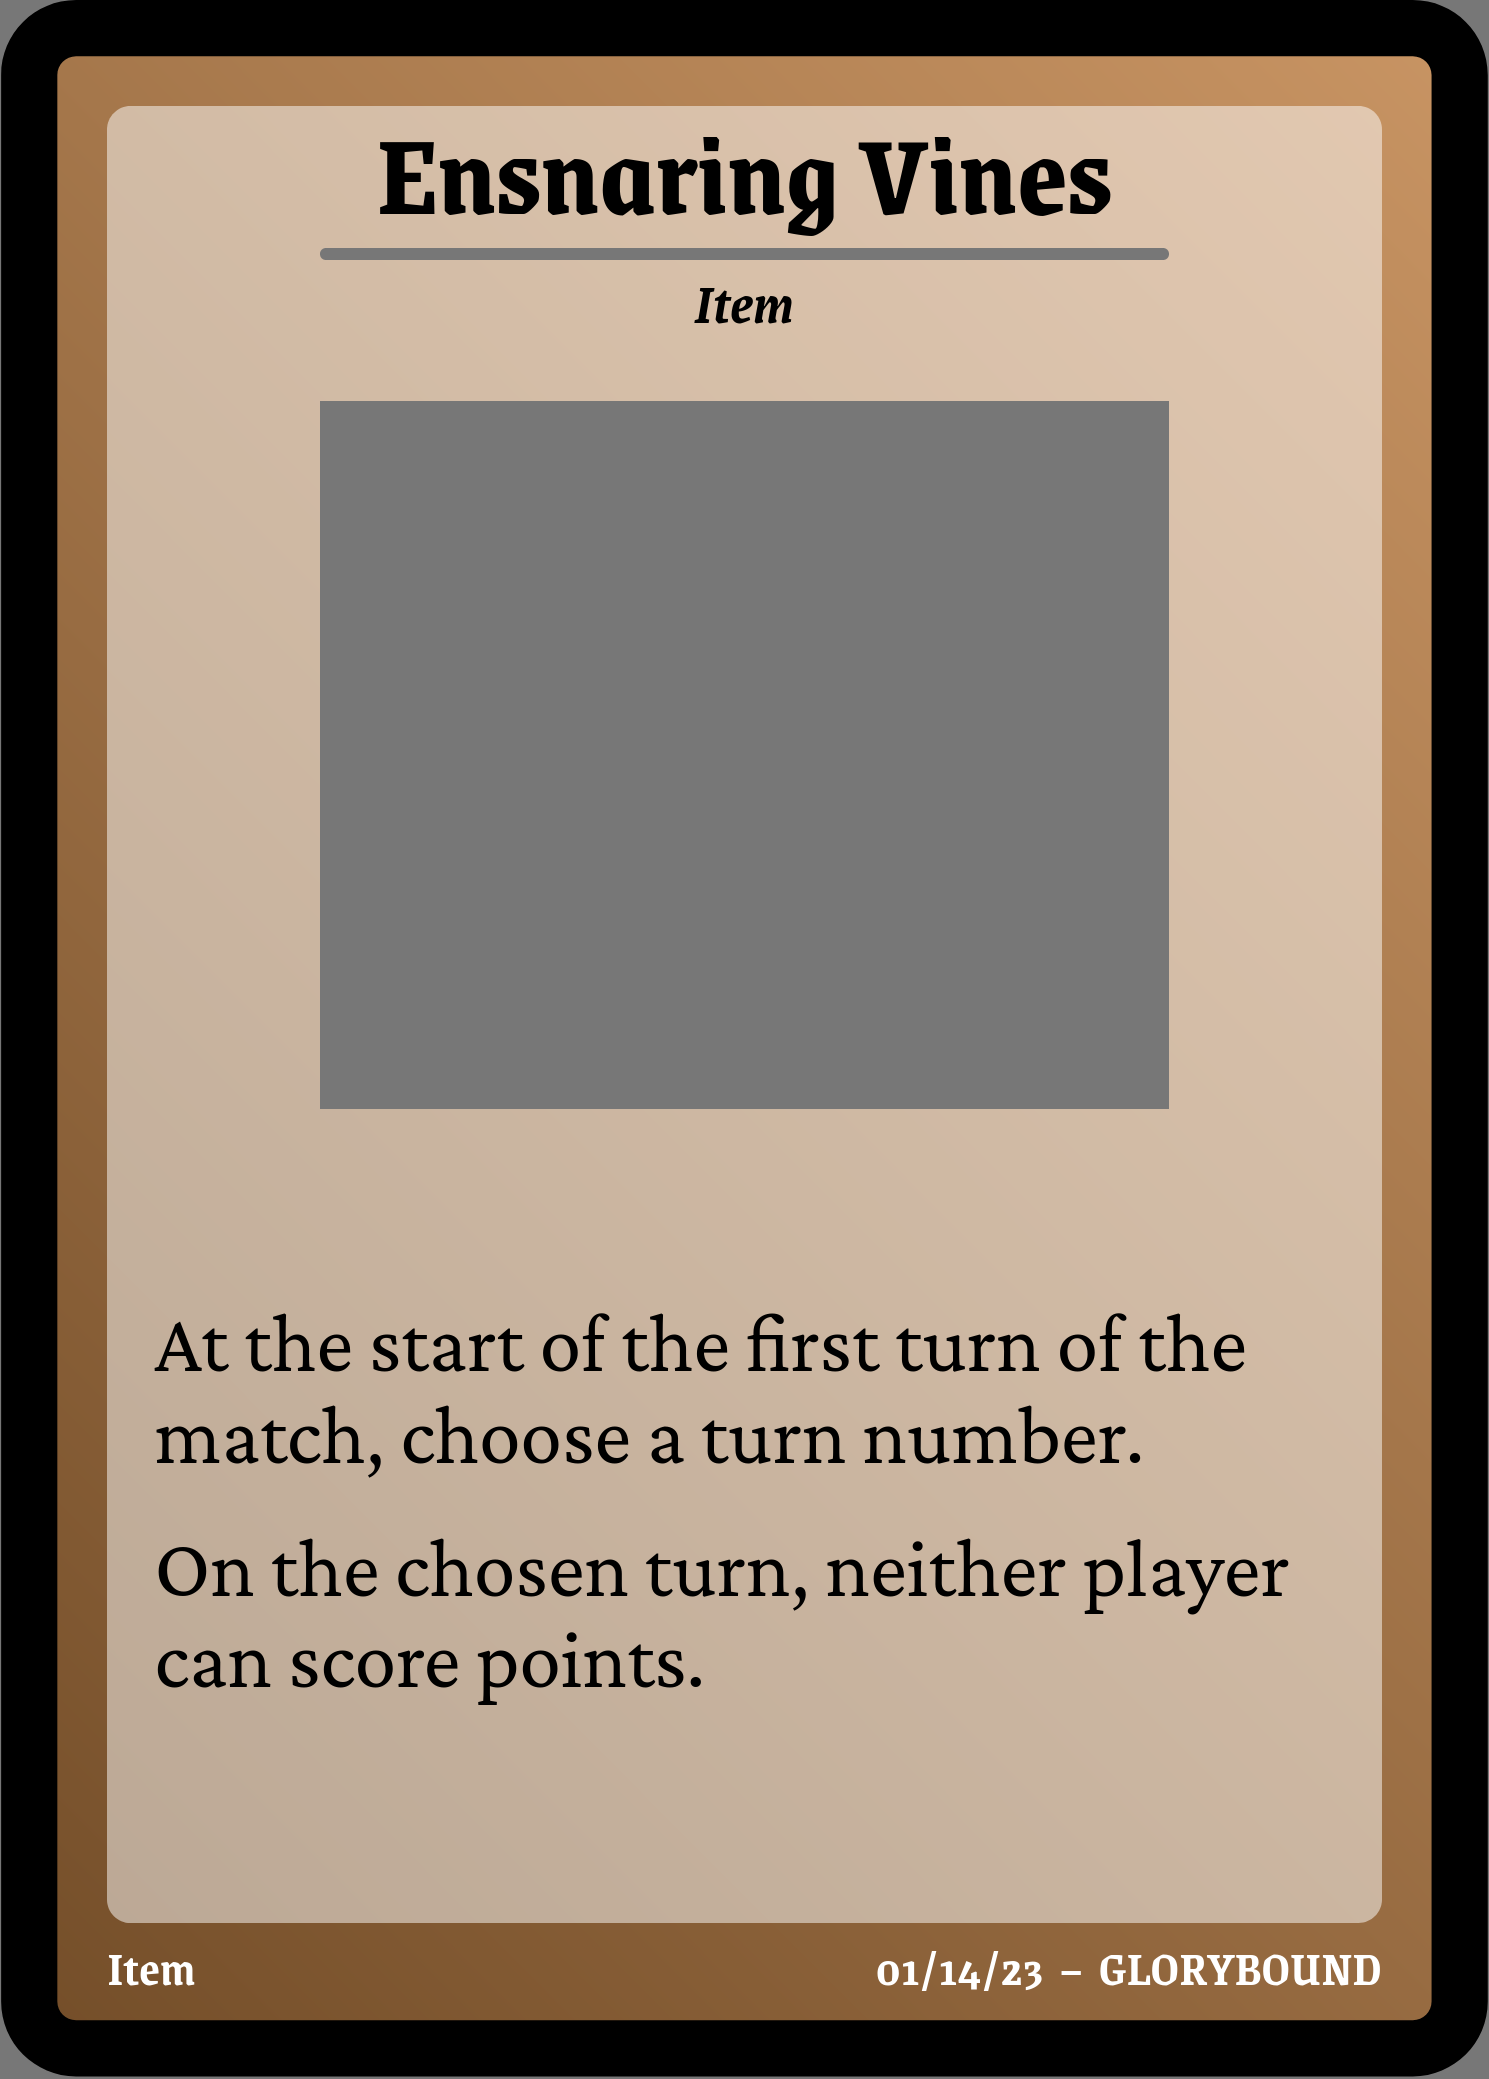 Ensnaring Vines
Item
At the start of the first turn of the
match, choose a turn number.
On the chosen turn, neither player
can score points.
Item
01/14/23 – GLORYBOUND